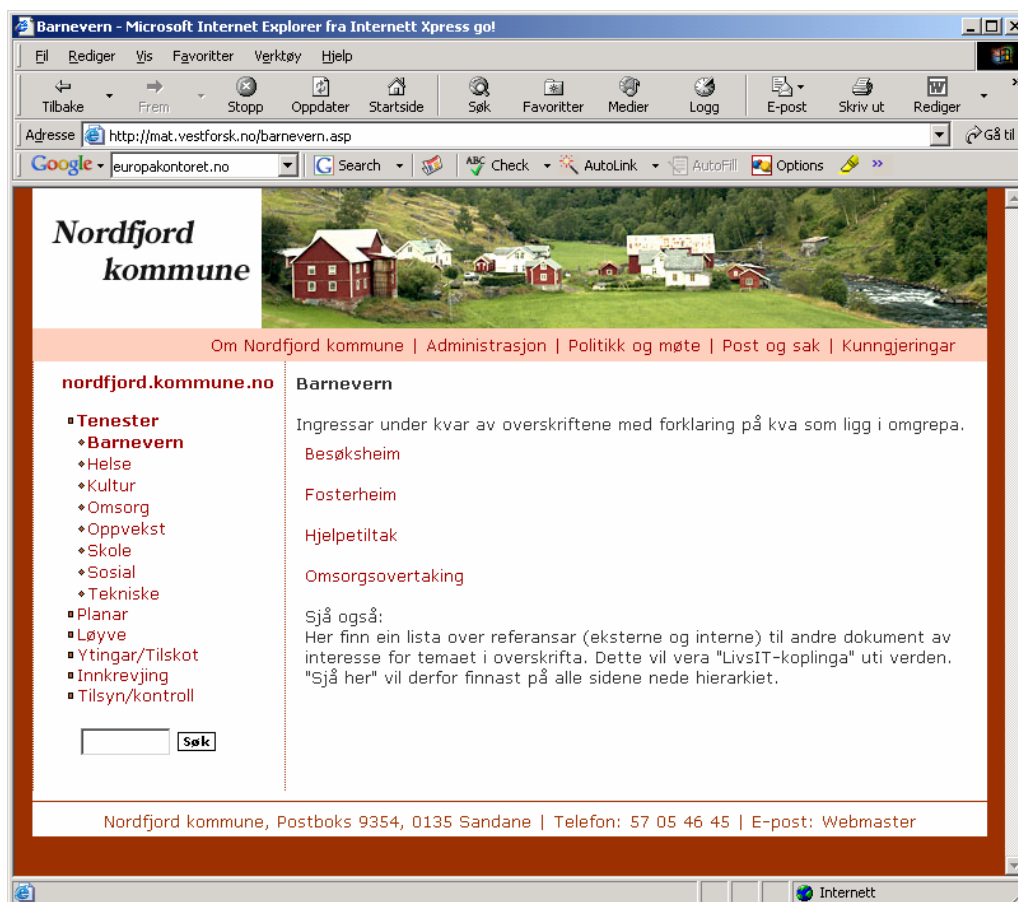 Barnevern - Microsoft Internet Explorer fra Internett Xpress go!
Fil Rediger Vis Favoritter Verktøy Hjelp
Tilbake Frem Stopp Oppdater Startside Søk Favoritter Medier Logg E-post Skriv ut Rediger
Adresse http://mat.vestforsk.no/barnevern.asp Gå til
Google europakontoret.no Search ABC Check AutoLink AutoFill Options
Nordfjord
kommune
Om Nordfjord kommune | Administrasjon | Politikk og møte | Post og sak | Kunngjeringar
nordfjord.kommune.no
Tenester
Barnevern
Helse
Kultur
Omsorg
Oppvekst
Skole
Sosial
Tekniske
Planar
Løyve
Ytingar/Tilskot
Innkrevjing
Tilsyn/kontroll
Søk
Barnevern
Ingressar under kvar av overskriftene med forklaring på kva som ligg i omgrepa.
Besøksheim
Fosterheim
Hjelpetiltak
Omsorgsovertaking
Sjå også:
Her finn ein lista over referansar (eksterne og interne) til andre dokument av
interesse for temaet i overskrifta. Dette vil vera "LivsIT-koplinga" uti verden.
"Sjå her" vil derfor finnast på alle sidene nede hierarkiet.
Nordfjord kommune, Postboks 9354, 0135 Sandane | Telefon: 57 05 46 45 | E-post: Webmaster
Internett